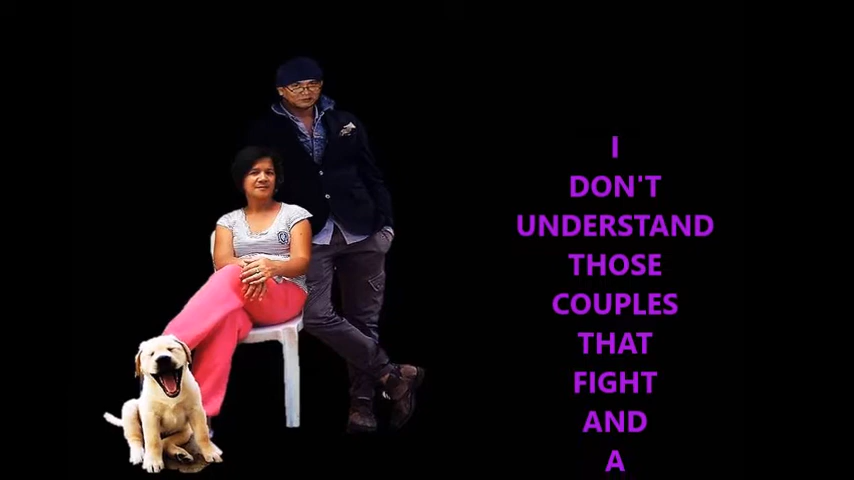 I
DON'T
UNDERSTAND
THOSE
COUPLES
THAT
FIGHT
AND
A